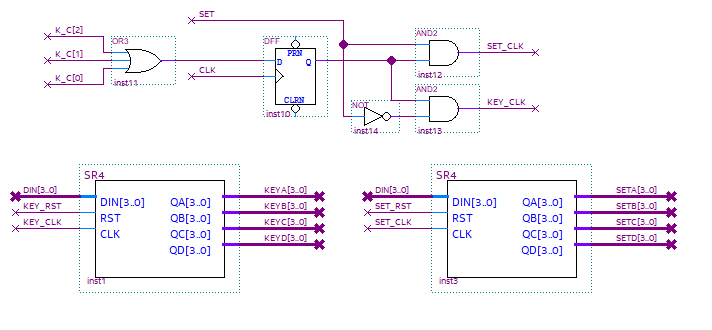 SET
K_C[2]
K_C[1]
K_C[0]
OR3
inst11
CLK
DFF
PRN
D
Q
CLRN
inst10
NOT
inst14
AND2
inst12
SET_CLK
AND2
inst13
KEY_CLK
SR4
DIN[3..0]
KEY_RST
KEY_CLK
DIN[3..0]
RST
CLK
QA[3..0]
QB[3..0]
QC[3..0]
QD[3..0]
KEYA[3..0]
KEYB[3..0]
KEYC[3..0]
KEYD[3..0]
inst1
SR4
DIN[3..0]
SET_RST
SET_CLK
DIN[3..0]
RST
CLK
QA[3..0]
QB[3..0]
QC[3..0]
QD[3..0]
SETA[3..0]
SETB[3..0]
SETC[3..0]
SETD[3..0]
inst3